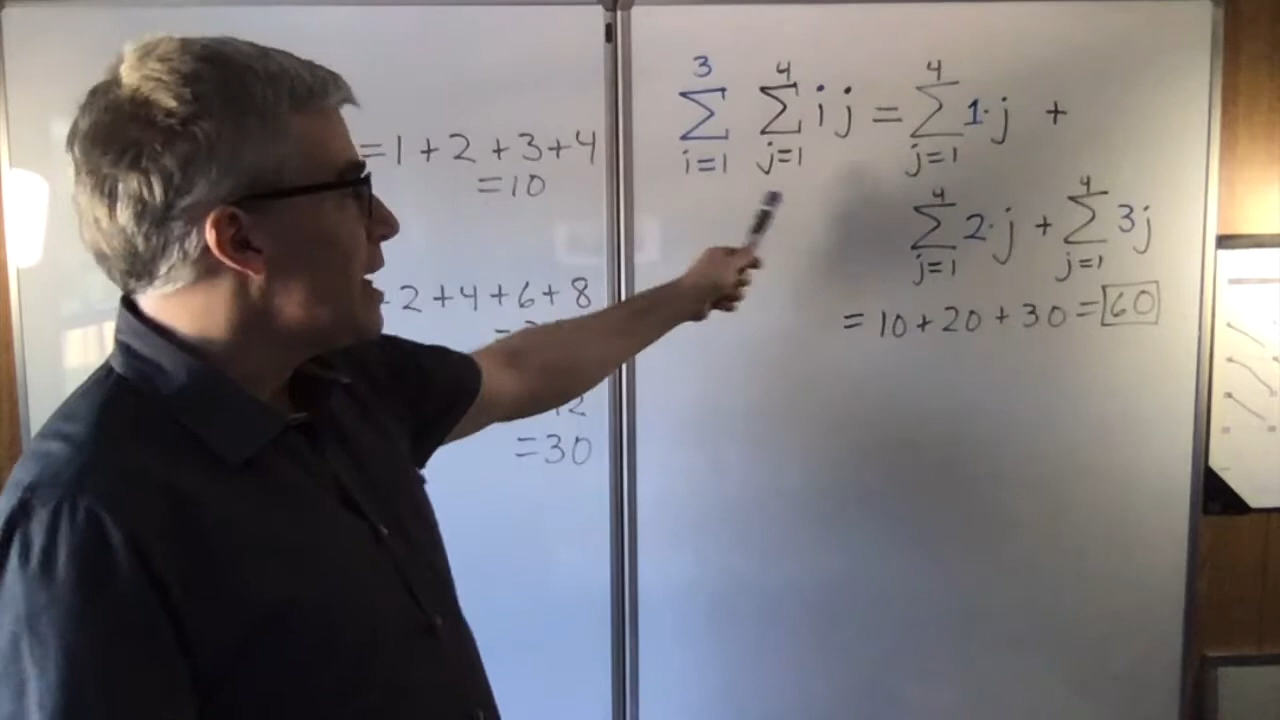 =1+2+3+4
=10
2+4+6+8
12
=30
3 4 4
∑ ∑ij = ∑1·j +
i=1 j=1 j=1
4 4
∑2·j + ∑3j
j=1 j=1
= 10+20+30 = 60